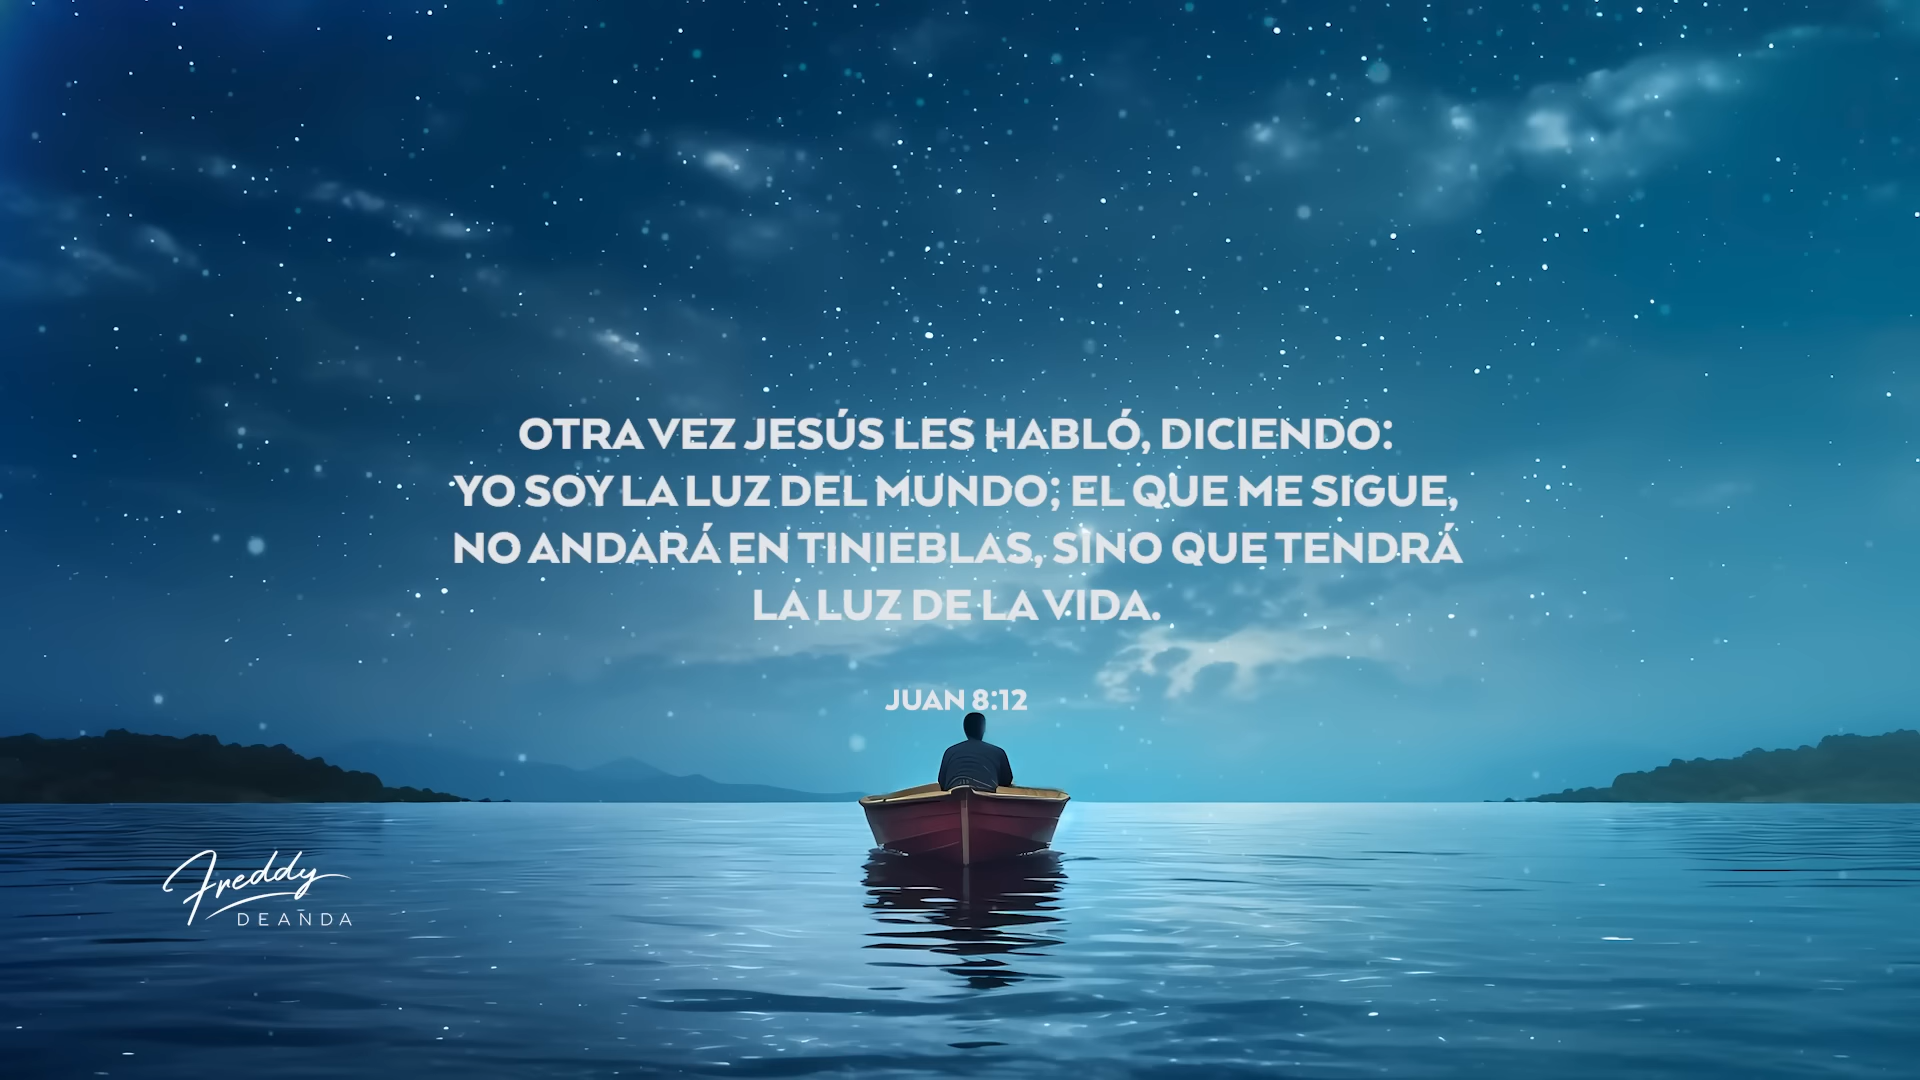 OTRA VEZ JESÚS LES HABLÓ, DICIENDO:
YO SOY LA LUZ DEL MUNDO; EL QUE ME SIGUE,
NO ANDARÁ EN TINIEBLAS, SINO QUE TENDRÁ
LA LUZ DE LA VIDA.
JUAN 8:12
Freddy
DEAÑDA